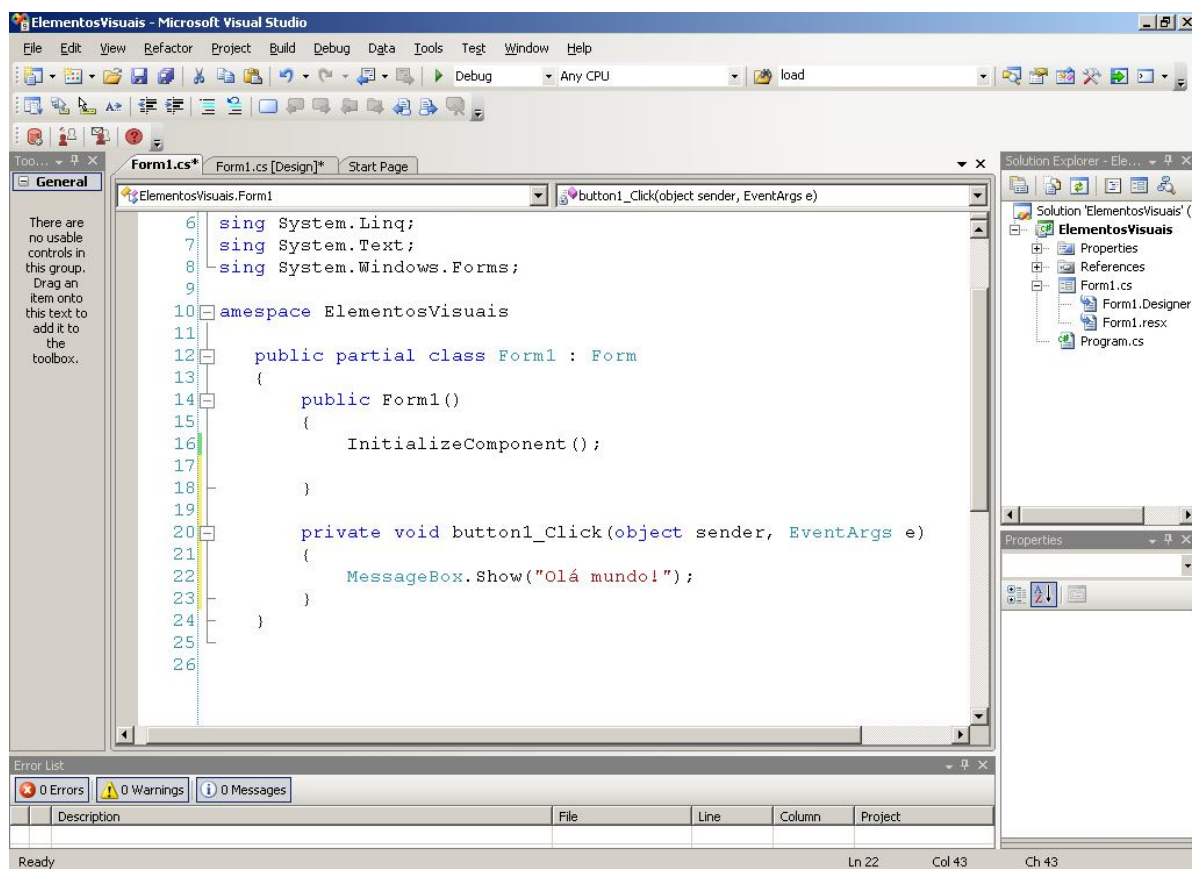 ElementosVisuais - Microsoft Visual Studio
File Edit View Refactor Project Build Debug Data Tools Test Window Help
Debug Any CPU load
Too...
General
There are
no usable
controls in
this group.
Drag an
item onto
this text to
add it to
the
toolbox.
Form1.cs* Form1.cs [Design]* Start Page
ElementosVisuais.Form1 button1_Click(object sender, EventArgs e)
6 sing System.Linq;
7 sing System.Text;
8 sing System.Windows.Forms;
9
10 amespace ElementosVisuais
11
12 public partial class Form1 : Form
13 {
14 public Form1()
15 {
16 InitializeComponent();
17
18 }
19
20 private void button1_Click(object sender, EventArgs e)
21 {
22 MessageBox.Show("Olá mundo!");
23 }
24 }
25
26
Solution Explorer - Ele...
Solution 'ElementosVisuais' (
ElementosVisuais
Properties
References
Form1.cs
Form1.Designer
Form1.resx
Program.cs
Properties
Error List
0 Errors 0 Warnings 0 Messages
Description File Line Column Project
Ready Ln 22 Col 43 Ch 43